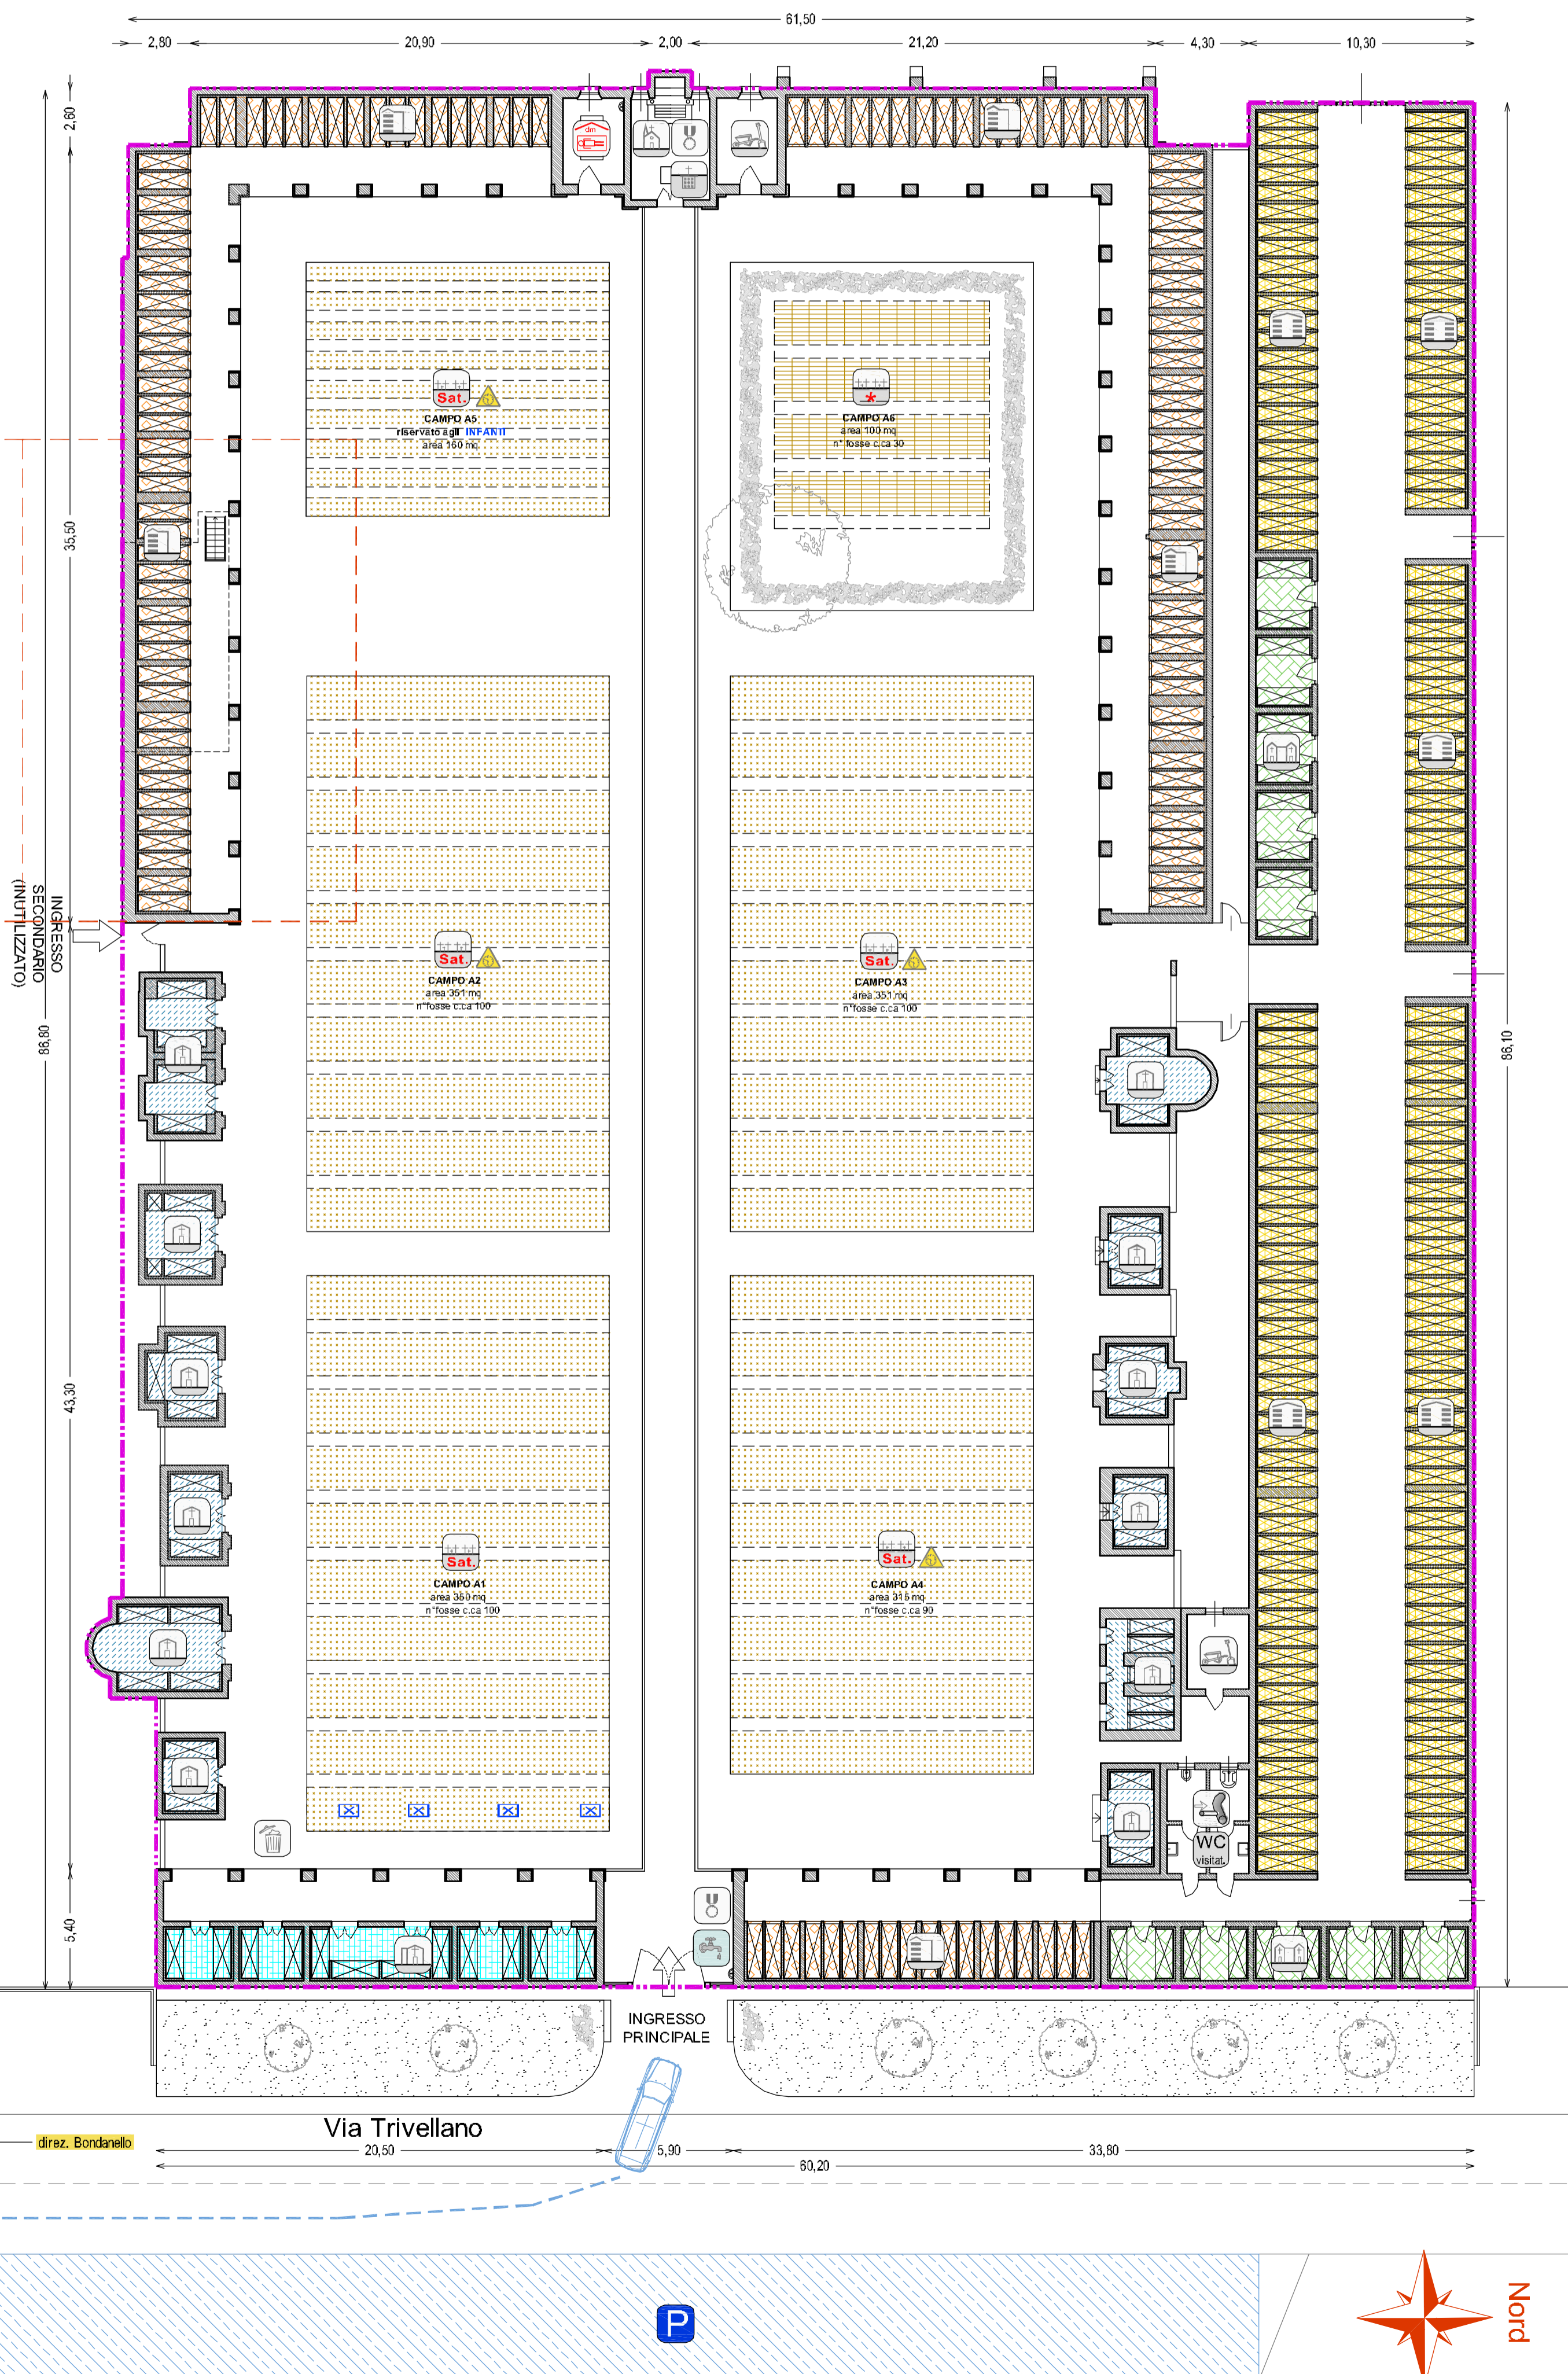 61,50
2,80
20,90
2,00
21,20
4,30
10,30
2,60
dm
Sat.
CAMPO A5
riservato agli INFANTI
area 160 mq
*
CAMPO A6
area 100 mq
n° fosse c.ca 30
35,50
INGRESSO
SECONDARIO
(INUTILIZZATO)
86,80
86,10
Sat.
CAMPO A2
area 351 mq
n°fosse c.ca 100
Sat.
CAMPO A3
area 351 mq
n°fosse c.ca 100
43,30
Sat.
CAMPO A1
area 350 mq
n°fosse c.ca 100
Sat.
CAMPO A4
area 315 mq
n°fosse c.ca 90
WC
visitat.
5,40
INGRESSO
PRINCIPALE
Via Trivellano
direz. Bondanello
20,50
5,90
33,80
60,20
P
Nord